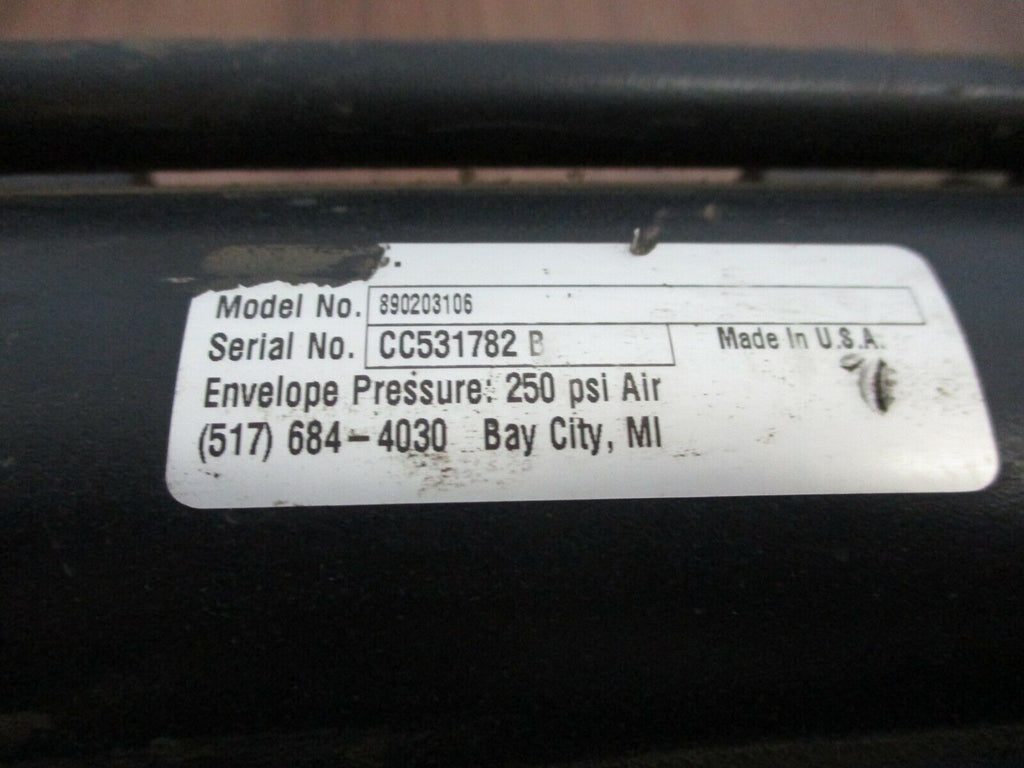 Model No. 890203106
Serial No. CC531782 B
Made In U.S.A.
Envelope Pressure: 250 psi Air
(517) 684-4030 Bay City, MI